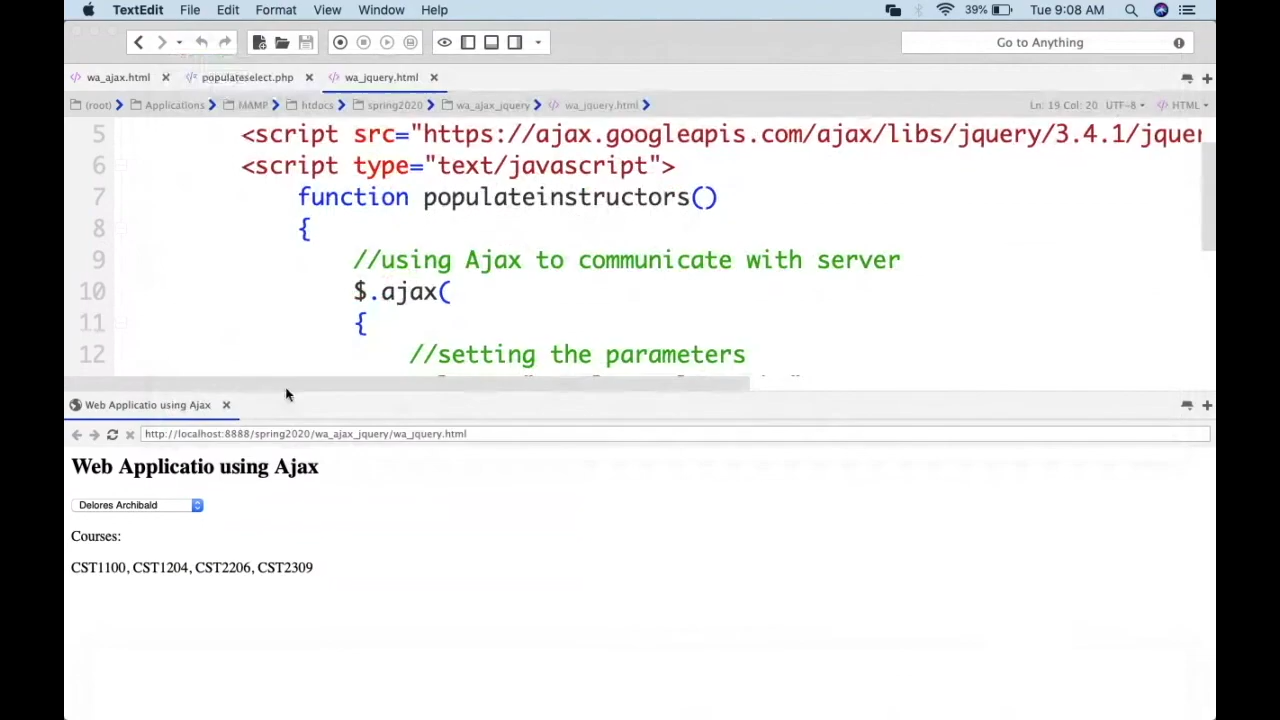 TextEdit File Edit Format View Window Help 39% Tue 9:08 AM
Go to Anything
wa_ajax.html populateselect.php wa_jquery.html
(root) Applications MAMP htdocs spring2020 wa_ajax_jquery wa_jquery.html Ln: 19 Col: 20 UTF-8 HTML
5 <script src="https://ajax.googleapis.com/ajax/libs/jquery/3.4.1/jquer
6 <script type="text/javascript">
7 function populateinstructors()
8 {
9 //using Ajax to communicate with server
10 $.ajax(
11 {
12 //setting the parameters
Web Applicatio using Ajax
http://localhost:8888/spring2020/wa_ajax_jquery/wa_jquery.html
Web Applicatio using Ajax
Delores Archibald
Courses:
CST1100, CST1204, CST2206, CST2309